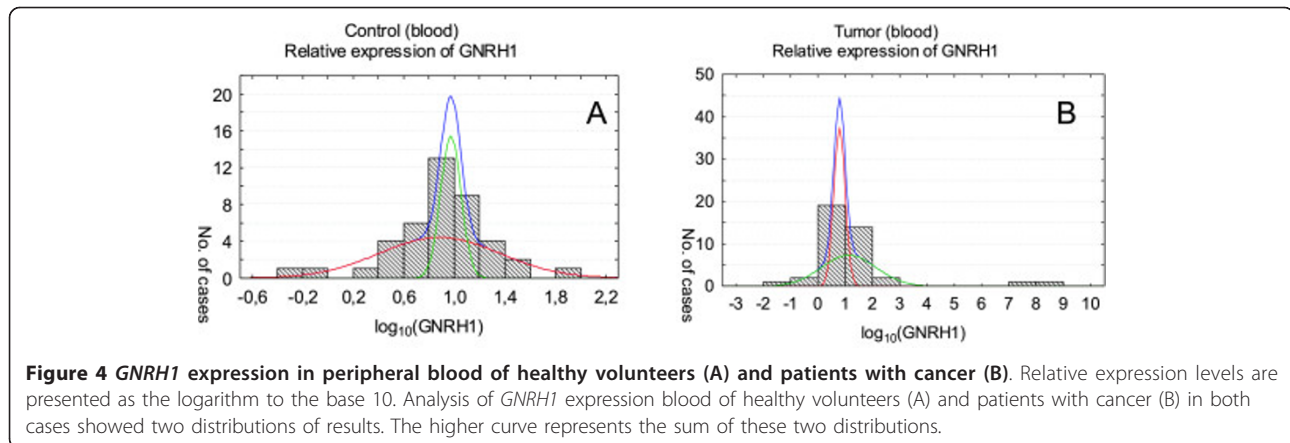 Control (blood)
Relative expression of GNRH1
A
20
16
12
8
4
0
No. of cases
-0,6 -0,2 0,2 0,6 1,0 1,4 1,8 2,2
log10(GNRH1)
Tumor (blood)
Relative expression of GNRH1
B
50
40
30
20
10
0
No. of cases
-3 -2 -1 0 1 2 3 4 5 6 7 8 9 10
log10(GNRH1)
Figure 4 GNRH1 expression in peripheral blood of healthy volunteers (A) and patients with cancer (B). Relative expression levels are
presented as the logarithm to the base 10. Analysis of GNRH1 expression blood of healthy volunteers (A) and patients with cancer (B) in both
cases showed two distributions of results. The higher curve represents the sum of these two distributions.